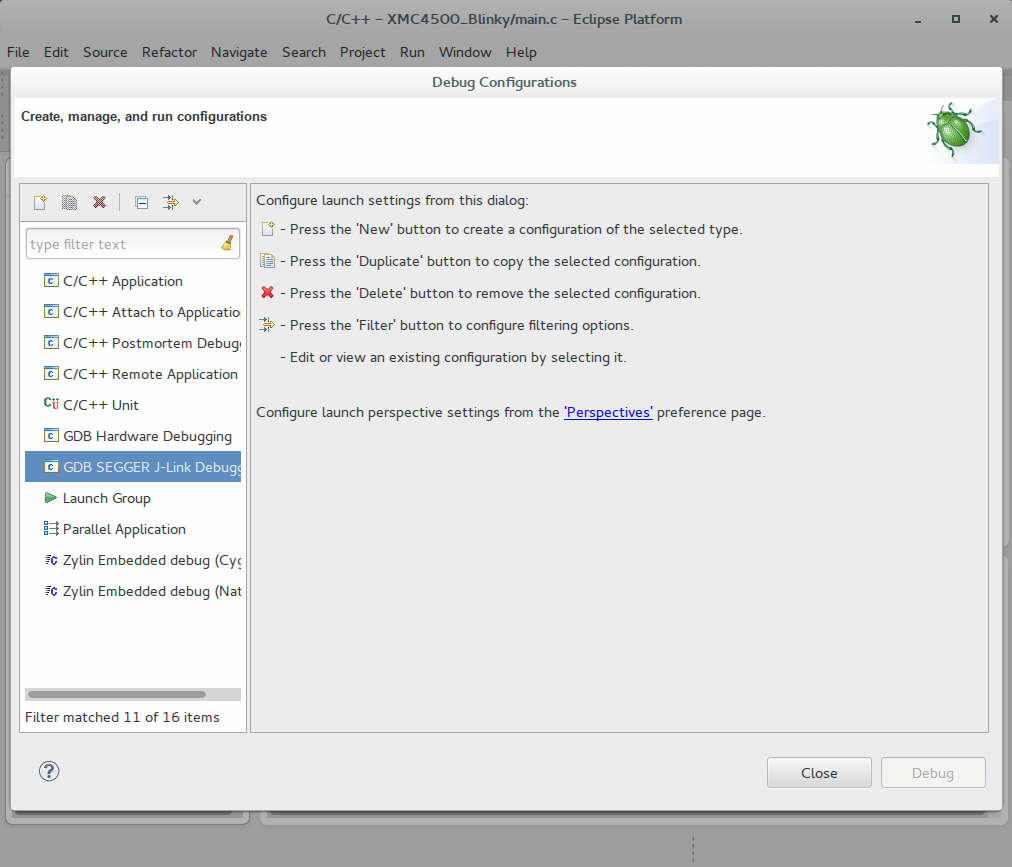 C/C++ – XMC4500_Blinky/main.c – Eclipse Platform
File Edit Source Refactor Navigate Search Project Run Window Help
Debug Configurations
Create, manage, and run configurations
type filter text
C/C++ Application
C/C++ Attach to Applicatio
C/C++ Postmortem Debug
C/C++ Remote Application
C/C++ Unit
GDB Hardware Debugging
GDB SEGGER J-Link Debugg
Launch Group
Parallel Application
Zylin Embedded debug (Cyg
Zylin Embedded debug (Nat
Filter matched 11 of 16 items
Configure launch settings from this dialog:
- Press the 'New' button to create a configuration of the selected type.
- Press the 'Duplicate' button to copy the selected configuration.
- Press the 'Delete' button to remove the selected configuration.
- Press the 'Filter' button to configure filtering options.
- Edit or view an existing configuration by selecting it.
Configure launch perspective settings from the 'Perspectives' preference page.
Close
Debug